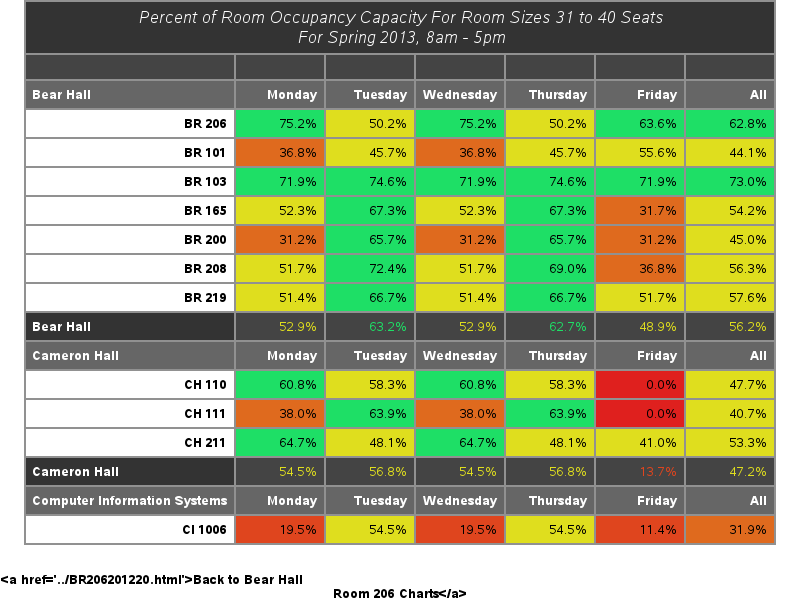 Percent of Room Occupancy Capacity For Room Sizes 31 to 40 Seats
For Spring 2013, 8am - 5pm
Bear Hall Monday Tuesday Wednesday Thursday Friday All
BR 206 75.2% 50.2% 75.2% 50.2% 63.6% 62.8%
BR 101 36.8% 45.7% 36.8% 45.7% 55.6% 44.1%
BR 103 71.9% 74.6% 71.9% 74.6% 71.9% 73.0%
BR 165 52.3% 67.3% 52.3% 67.3% 31.7% 54.2%
BR 200 31.2% 65.7% 31.2% 65.7% 31.2% 45.0%
BR 208 51.7% 72.4% 51.7% 69.0% 36.8% 56.3%
BR 219 51.4% 66.7% 51.4% 66.7% 51.7% 57.6%
Bear Hall 52.9% 63.2% 52.9% 62.7% 48.9% 56.2%
Cameron Hall Monday Tuesday Wednesday Thursday Friday All
CH 110 60.8% 58.3% 60.8% 58.3% 0.0% 47.7%
CH 111 38.0% 63.9% 38.0% 63.9% 0.0% 40.7%
CH 211 64.7% 48.1% 64.7% 48.1% 41.0% 53.3%
Cameron Hall 54.5% 56.8% 54.5% 56.8% 13.7% 47.2%
Computer Information Systems Monday Tuesday Wednesday Thursday Friday All
CI 1006 19.5% 54.5% 19.5% 54.5% 11.4% 31.9%
<a href='../BR206201220.html'>Back to Bear Hall
Room 206 Charts</a>